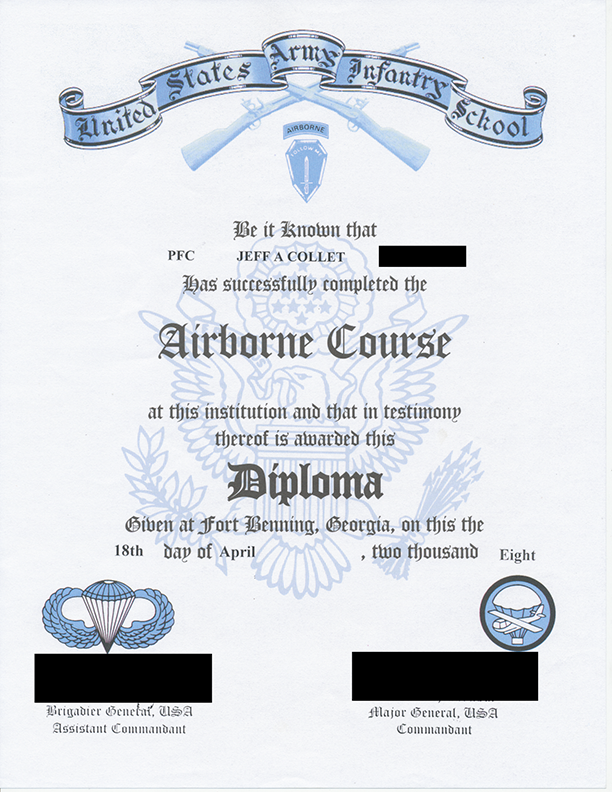 United States Army Infantry School
AIRBORNE
FOLLOW ME
Be it Known that
PFC JEFF A COLLET
Has successfully completed the
Airborne Course
at this institution and that in testimony
thereof is awarded this
Diploma
Given at Fort Benning, Georgia, on this the
18th day of April , two thousand Eight
Brigadier General, USA
Assistant Commandant
Major General, USA
Commandant